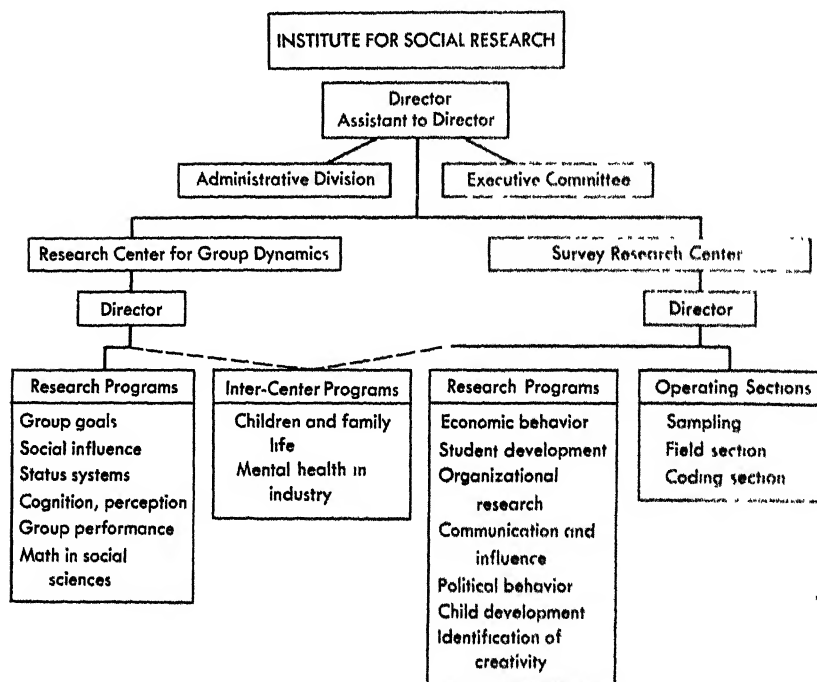 INSTITUTE FOR SOCIAL RESEARCH
Director
Assistant to Director
Administrative Division
Executive Committee
Research Center for Group Dynamics
Survey Research Center
Director
Director
Research Programs
Group goals
Social influence
Status systems
Cognition, perception
Group performance
Math in social
sciences
Inter-Center Programs
Children and family
life
Mental health in
industry
Research Programs
Economic behavior
Student development
Organizational
research
Communication and
influence
Political behavior
Child development
Identification of
creativity
Operating Sections
Sampling
Field section
Coding section